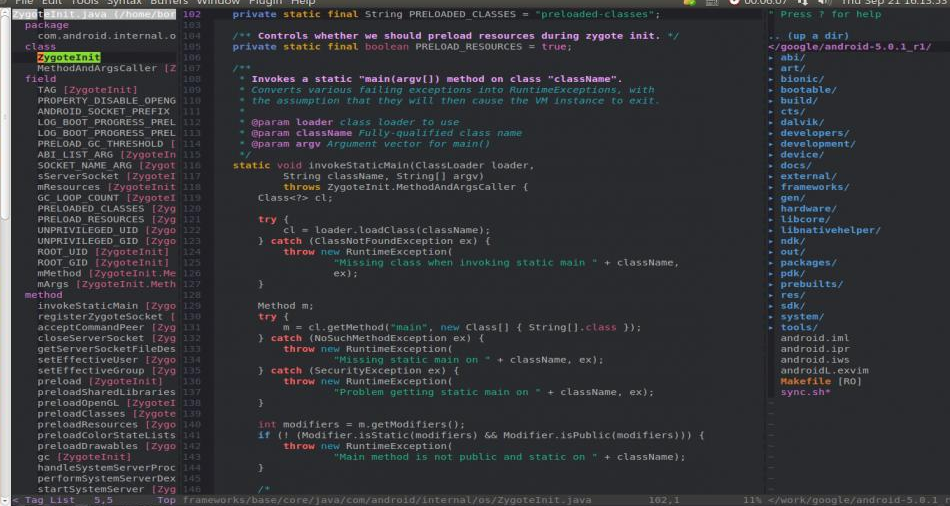 File Edit Tools Syntax Buffers Window Plugin Help 00:06:07 Thu Sep 21 16:13:53
ZygoteInit.java (/home/bor
package
com.android.internal.o
class
ZygoteInit
MethodAndArgsCaller [Z
field
TAG [ZygoteInit]
PROPERTY_DISABLE_OPENG
ANDROID_SOCKET_PREFIX
LOG_BOOT_PROGRESS_PREL
LOG_BOOT_PROGRESS_PREL
PRELOAD_GC_THRESHOLD [
ABI_LIST_ARG [ZygoteIn
SOCKET_NAME_ARG [Zygot
sServerSocket [ZygoteI
mResources [ZygoteInit
GC_LOOP_COUNT [ZygoteI
PRELOADED_CLASSES [Zyg
PRELOAD_RESOURCES [Zyg
UNPRIVILEGED_UID [Zygo
UNPRIVILEGED_GID [Zygo
ROOT_UID [ZygoteInit]
ROOT_GID [ZygoteInit]
mMethod [ZygoteInit.Me
mArgs [ZygoteInit.Meth
method
invokeStaticMain [Zygo
registerZygoteSocket [
acceptCommandPeer [Zyg
closeServerSocket [Zyg
getServerSocketFileDes
setEffectiveUser [Zygo
setEffectiveGroup [Zyg
preload [ZygoteInit]
preloadSharedLibraries
preloadOpenGL [ZygoteI
preloadClasses [Zygote
preloadResources [Zygo
preloadColorStateLists
preloadDrawables [Zygo
gc [ZygoteInit]
handleSystemServerProc
performSystemServerDex
startSystemServer [Zyg
<_Tag_List__ 5,5 Top
102 private static final String PRELOADED_CLASSES = "preloaded-classes";
103
104 /** Controls whether we should preload resources during zygote init. */
105 private static final boolean PRELOAD_RESOURCES = true;
106
107 /**
108 * Invokes a static "main(argv[]) method on class "className".
109 * Converts various failing exceptions into RuntimeExceptions, with
110 * the assumption that they will then cause the VM instance to exit.
111 *
112 * @param loader class loader to use
113 * @param className Fully-qualified class name
114 * @param argv Argument vector for main()
115 */
116 static void invokeStaticMain(ClassLoader loader,
117 String className, String[] argv)
118 throws ZygoteInit.MethodAndArgsCaller {
119 Class<?> cl;
120
121 try {
122 cl = loader.loadClass(className);
123 } catch (ClassNotFoundException ex) {
124 throw new RuntimeException(
125 "Missing class when invoking static main " + className,
126 ex);
127 }
128
129 Method m;
130 try {
131 m = cl.getMethod("main", new Class[] { String[].class });
132 } catch (NoSuchMethodException ex) {
133 throw new RuntimeException(
134 "Missing static main on " + className, ex);
135 } catch (SecurityException ex) {
136 throw new RuntimeException(
137 "Problem getting static main on " + className, ex);
138 }
139
140 int modifiers = m.getModifiers();
141 if (! (Modifier.isStatic(modifiers) && Modifier.isPublic(modifiers))) {
142 throw new RuntimeException(
143 "Main method is not public and static on " + className);
144 }
145
146 /*
frameworks/base/core/java/com/android/internal/os/ZygoteInit.java 102,1 11%
" Press ? for help
.. (up a dir)
</google/android-5.0.1_r1/
▸ abi/
▸ art/
▸ bionic/
▸ bootable/
▸ build/
▸ cts/
▸ dalvik/
▸ developers/
▸ development/
▸ device/
▸ docs/
▸ external/
▸ frameworks/
▸ gen/
▸ hardware/
▸ libcore/
▸ libnativehelper/
▸ ndk/
▸ out/
▸ packages/
▸ pdk/
▸ prebuilts/
▸ res/
▸ sdk/
▸ system/
▸ tools/
android.iml
android.ipr
android.iws
androidL.exvim
Makefile [RO]
sync.sh*
</work/google/android-5.0.1 r